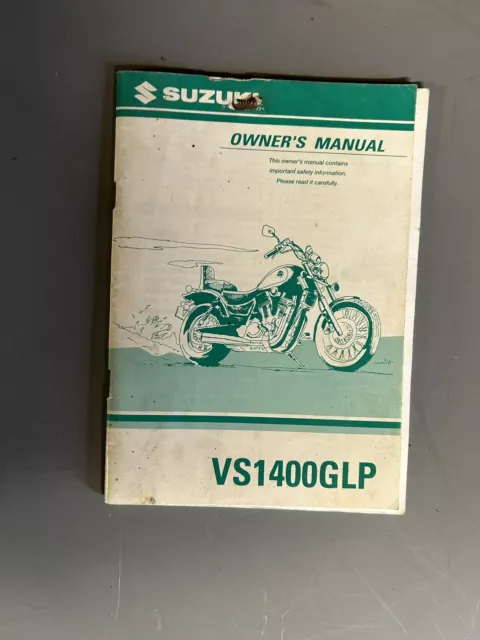 SUZUKI
OWNER'S MANUAL
This owner's manual contains
important safety information.
Please read it carefully.
VS1400GLP